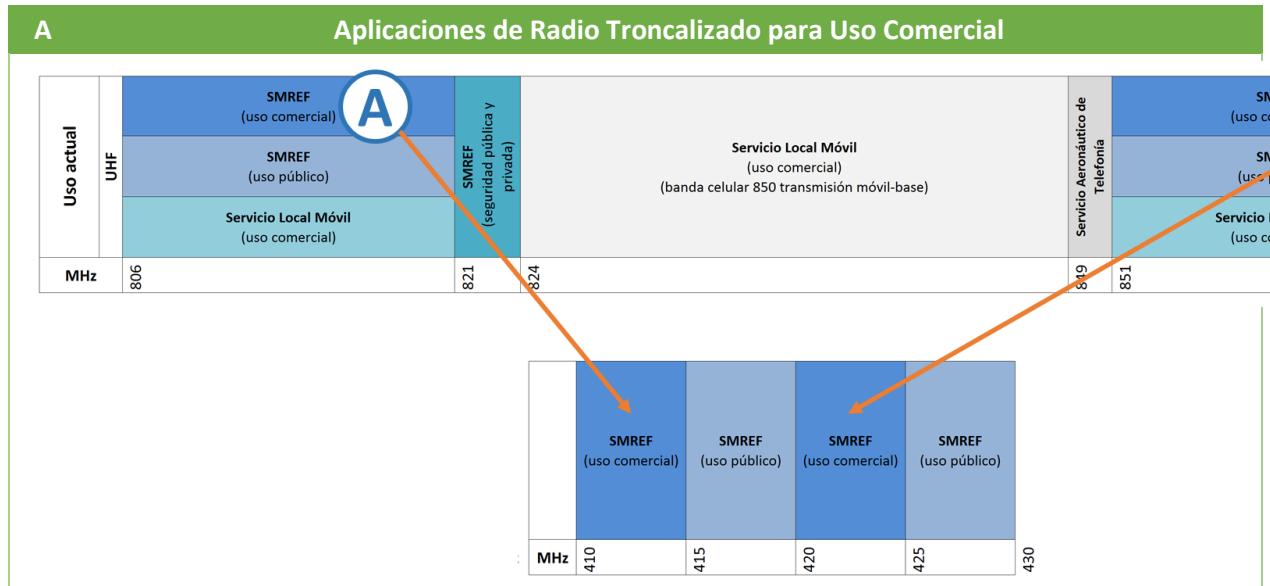 A
Aplicaciones de Radio Troncalizado para Uso Comercial
Uso actual
UHF
SMREF
(uso comercial)
A
SMREF
(uso público)
Servicio Local Móvil
(uso comercial)
SMREF
(seguridad pública y
privada)
Servicio Local Móvil
(uso comercial)
(banda celular 850 transmisión móvil-base)
Servicio Aeronáutico de
Telefonía
Servicio
MHz
806
821
824
849
851
SMREF
(uso comercial)
SMREF
(uso público)
SMREF
(uso comercial)
SMREF
(uso público)
MHz
410
415
420
425
430